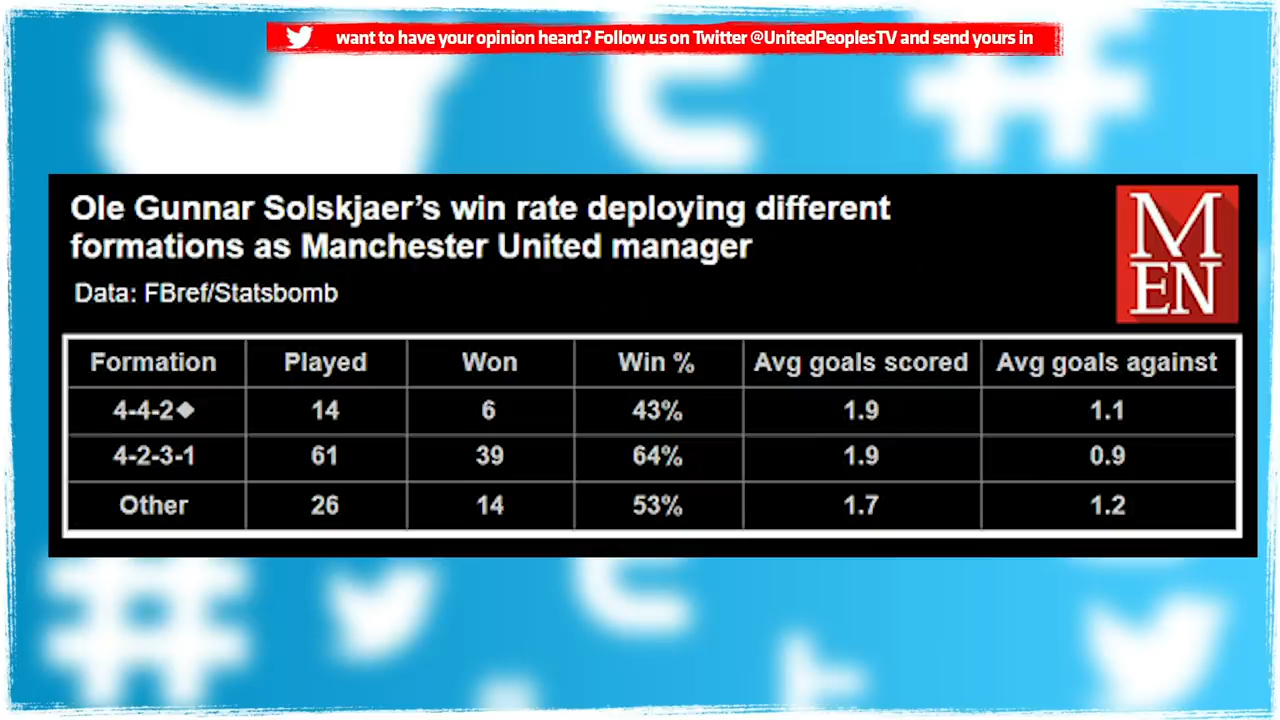 want to have your opinion heard? Follow us on Twitter @UnitedPeoplesTV and send yours in
Ole Gunnar Solskjaer's win rate deploying different
formations as Manchester United manager
Data: FBref/Statsbomb
M
EN
Formation Played Won Win % Avg goals scored Avg goals against
4-4-2◆ 14 6 43% 1.9 1.1
4-2-3-1 61 39 64% 1.9 0.9
Other 26 14 53% 1.7 1.2